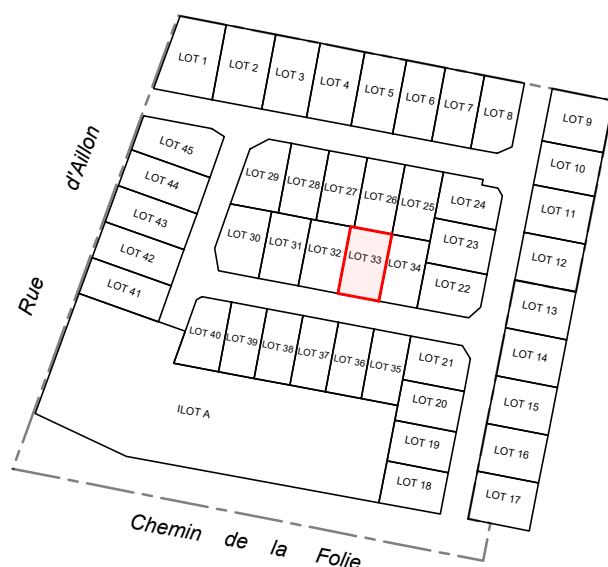 LOT 1
LOT 2
LOT 3
LOT 4
LOT 5
LOT 6
LOT 7
LOT 8
LOT 9
LOT 10
LOT 11
LOT 12
LOT 13
LOT 14
LOT 15
LOT 16
LOT 17
LOT 45
LOT 44
LOT 43
LOT 42
LOT 41
LOT 29
LOT 28
LOT 27
LOT 26
LOT 25
LOT 24
LOT 23
LOT 22
LOT 30
LOT 31
LOT 32
LOT 33
LOT 34
LOT 40
LOT 39
LOT 38
LOT 37
LOT 36
LOT 35
LOT 21
LOT 20
LOT 19
LOT 18
ILOT A
Rue d'Aillon
Chemin de la Folie